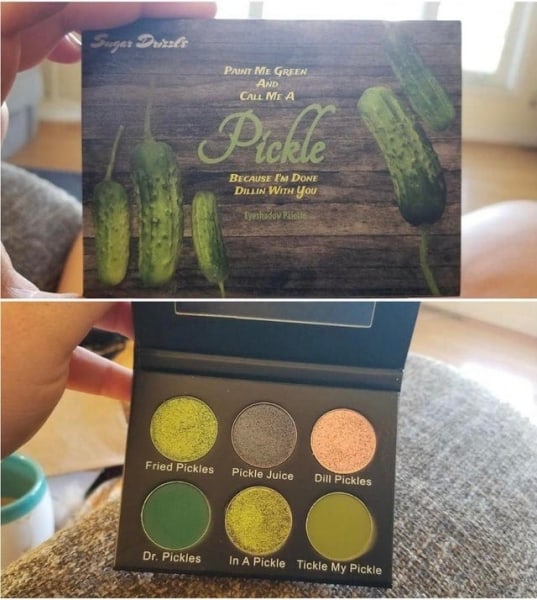 Sugar Drizzle
Paint Me Green
And
Call Me A
Pickle
Because I'm Done
Dillin With You
Eyeshadow Palette
Fried Pickles
Pickle Juice
Dill Pickles
Dr. Pickles
In A Pickle
Tickle My Pickle